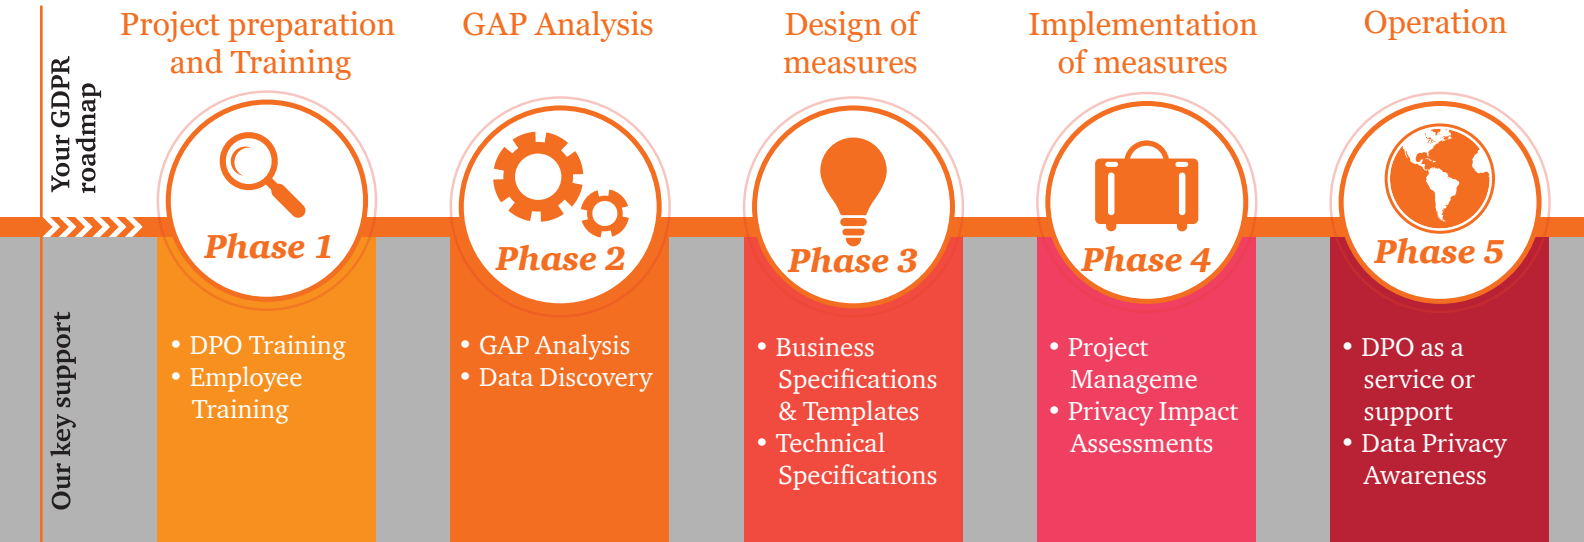 Your GDPR
roadmap
Project preparation
and Training
GAP Analysis
Design of
measures
Implementation
of measures
Operation
Phase 1
Phase 2
Phase 3
Phase 4
Phase 5
Our key support
• DPO Training
• Employee
Training
• GAP Analysis
• Data Discovery
• Business
Specifications
& Templates
• Technical
Specifications
• Project
Manageme
• Privacy Impact
Assessments
• DPO as a
service or
support
• Data Privacy
Awareness